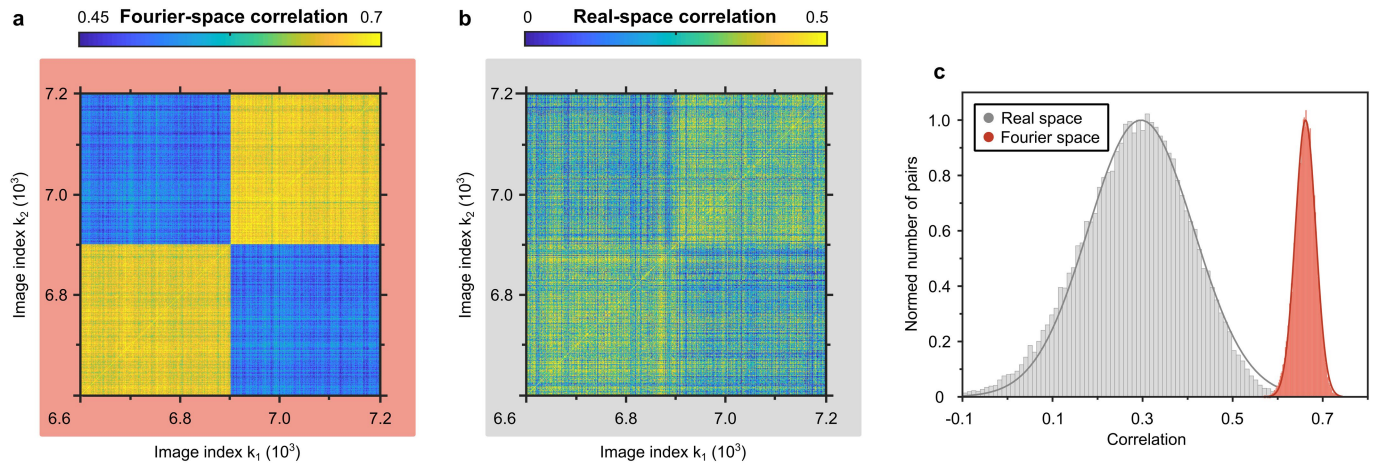 a
0.45 Fourier-space correlation 0.7
7.2
7.0
6.8
6.6 6.8 7.0 7.2
Image index k₂ (10³)
Image index k₁ (10³)
b
0 Real-space correlation 0.5
7.2
7.0
6.8
6.6 6.8 7.0 7.2
Image index k₂ (10³)
Image index k₁ (10³)
c
Real space
Fourier space
1.0
0.8
0.6
0.4
0.2
0
-0.1 0.1 0.3 0.5 0.7
Normed number of pairs
Correlation